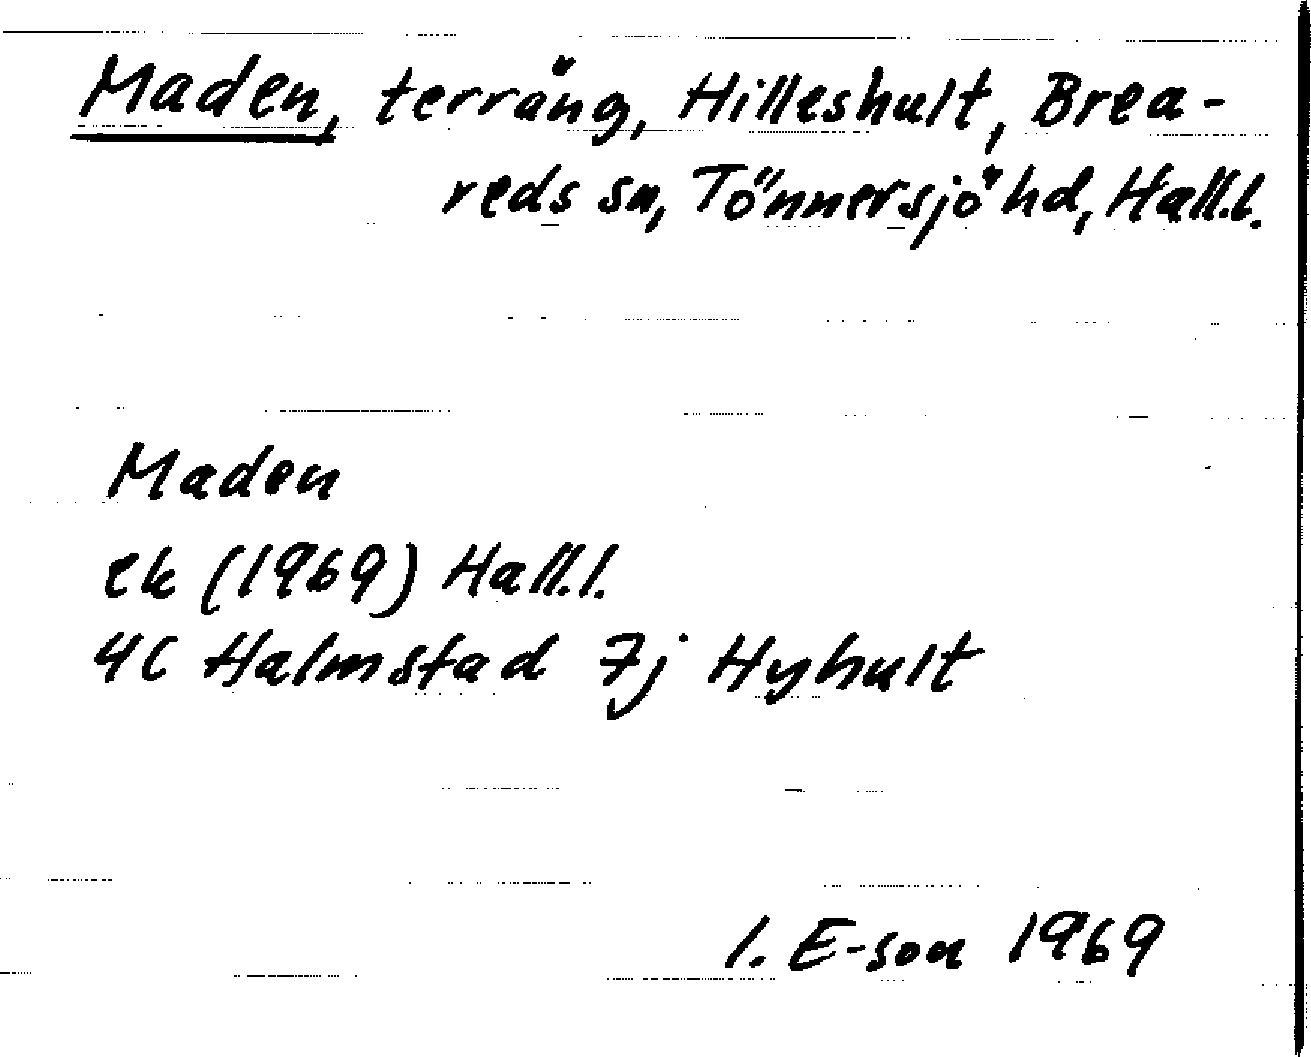 Maden, terräng, Hilleshult, Brea-
reds sn, Tönnersjö hd, Hall.l.
Maden
ek (1969) Hall.l.
4C Halmstad 7j Hyhult
I. E-son 1969